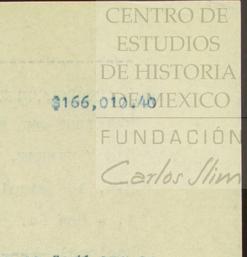 CENTRO DE
ESTUDIOS
DE HISTORIA
DE MEXICO
$166,010.40
FUNDACIÓN
Carlos Slim